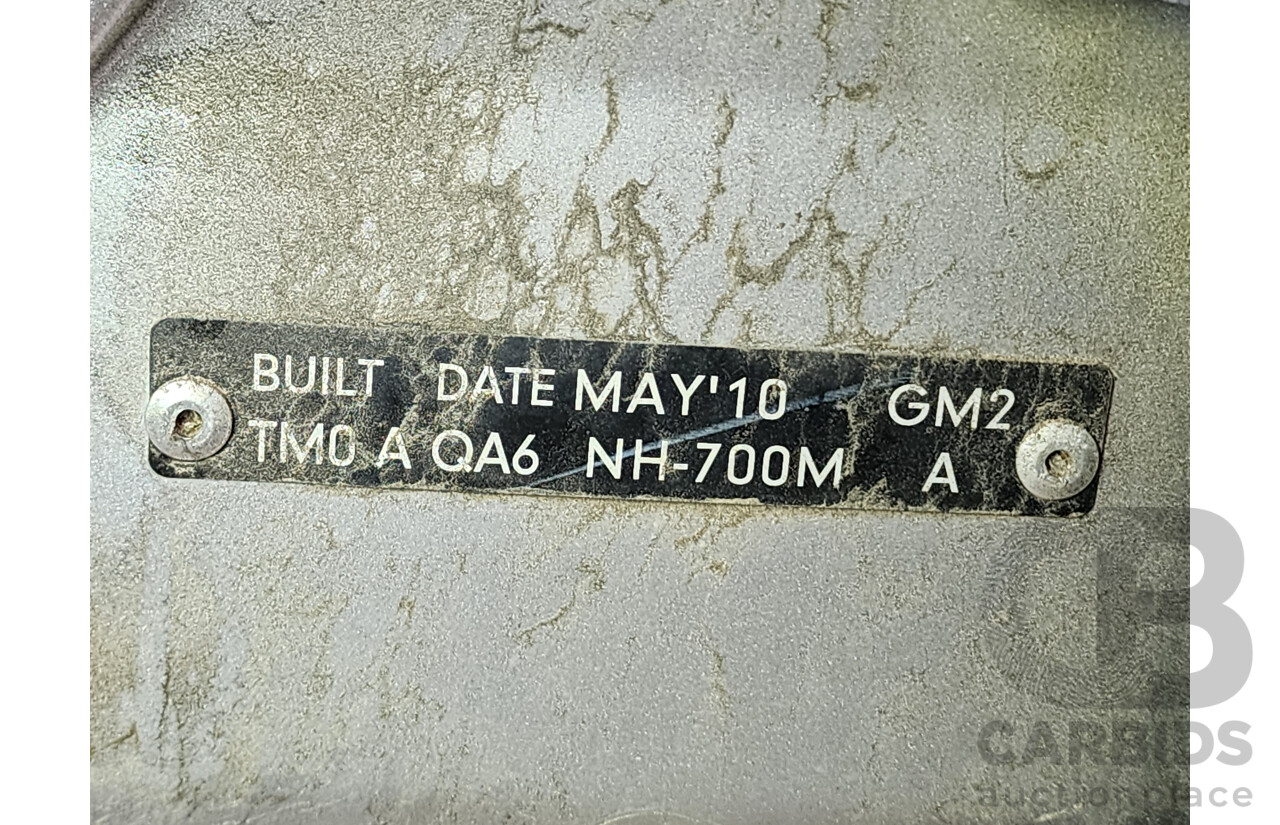 BUILT DATE MAY'10 GM2
TM0 A QA6 NH-700M A
CARBIDS
auctionplace